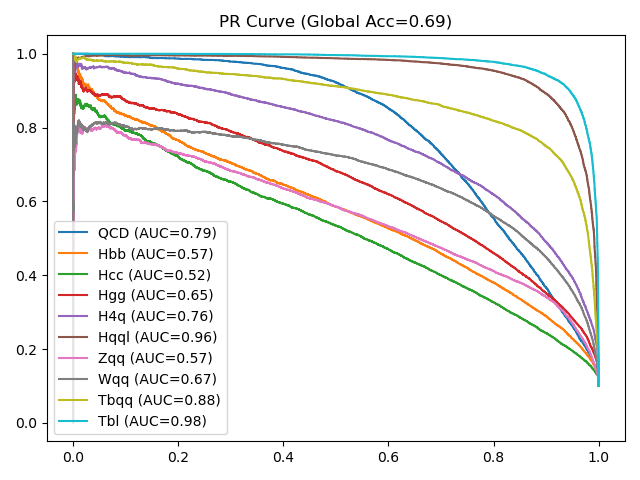 PR Curve (Global Acc=0.69)
1.0
0.8
0.6
0.4
0.2
0.0
QCD (AUC=0.79)
Hbb (AUC=0.57)
Hcc (AUC=0.52)
Hgg (AUC=0.65)
H4q (AUC=0.76)
Hqql (AUC=0.96)
Zqq (AUC=0.57)
Wqq (AUC=0.67)
Tbqq (AUC=0.88)
Tbl (AUC=0.98)
0.0 0.2 0.4 0.6 0.8 1.0